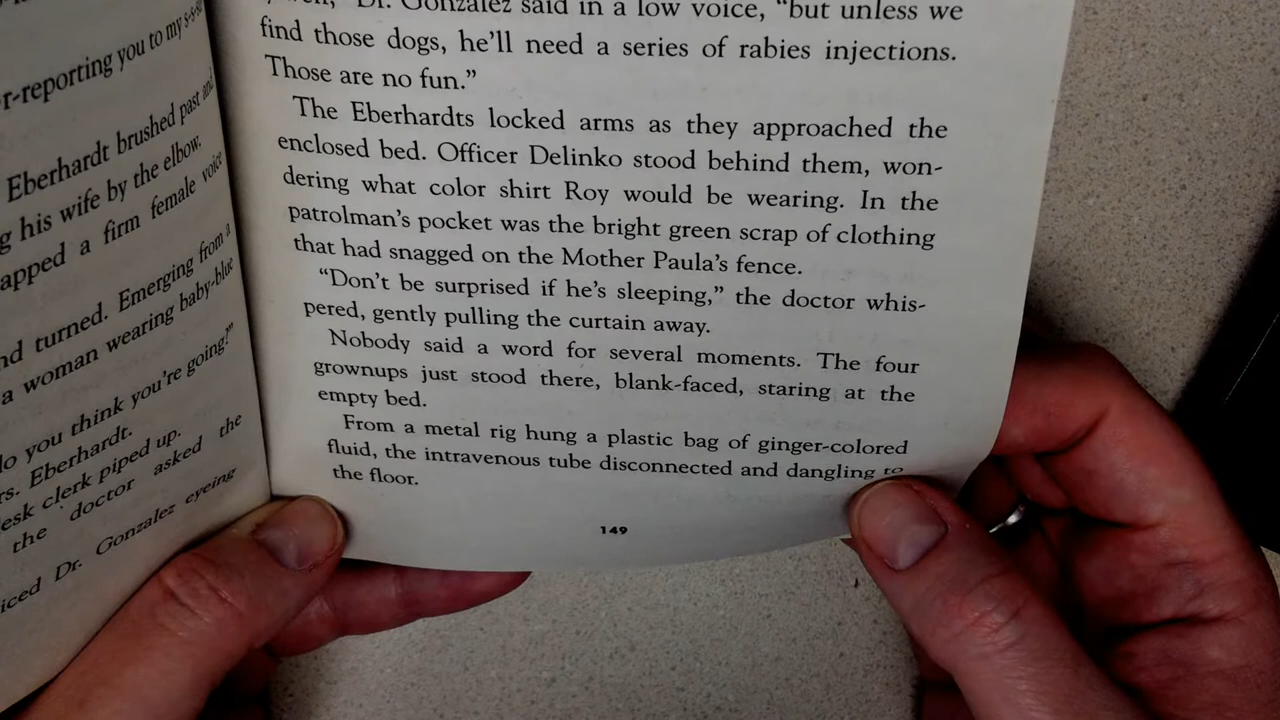 r-reporting you to my s-s-su
Eberhardt brushed past and
g his wife by the elbow.
apped a firm female voice
nd turned. Emerging from a
a woman wearing baby-blue
do you think you're going?"
rs. Eberhardt.
esk clerk piped up.
the doctor asked the
iced Dr. Gonzalez eyeing
Dr. Gonzalez said in a low voice, "but unless we
find those dogs, he'll need a series of rabies injections.
Those are no fun."
The Eberhardts locked arms as they approached the
enclosed bed. Officer Delinko stood behind them, won-
dering what color shirt Roy would be wearing. In the
patrolman's pocket was the bright green scrap of clothing
that had snagged on the Mother Paula's fence.
"Don't be surprised if he's sleeping," the doctor whis-
pered, gently pulling the curtain away.
Nobody said a word for several moments. The four
grownups just stood there, blank-faced, staring at the
empty bed.
From a metal rig hung a plastic bag of ginger-colored
fluid, the intravenous tube disconnected and dangling to
the floor.
149